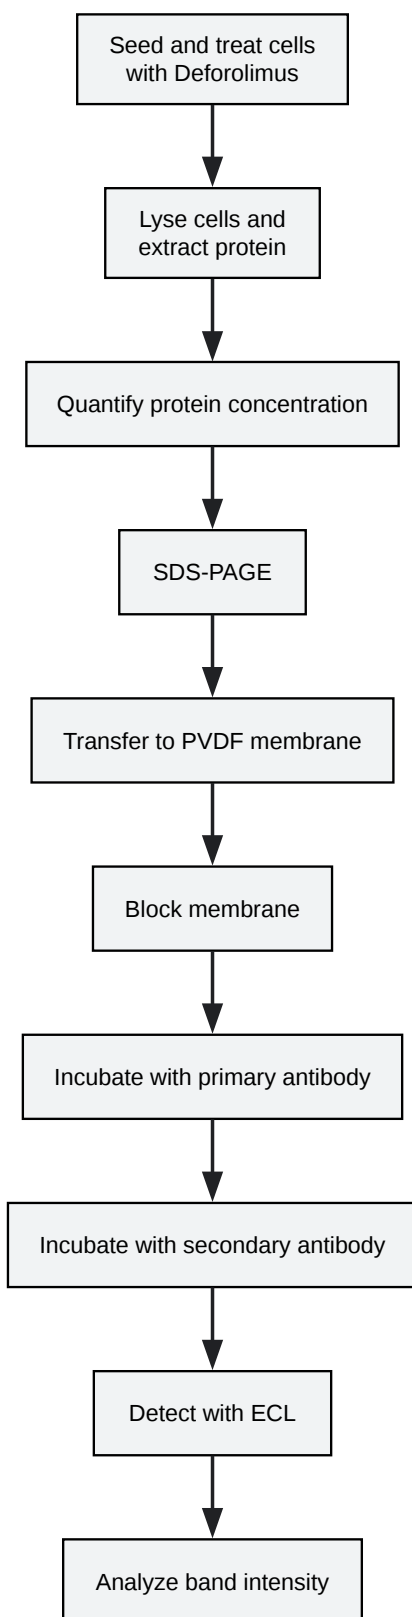 Seed and treat cells
with Deforolimus
Lyse cells and
extract protein
Quantify protein concentration
SDS-PAGE
Transfer to PVDF membrane
Block membrane
Incubate with primary antibody
Incubate with secondary antibody
Detect with ECL
Analyze band intensity